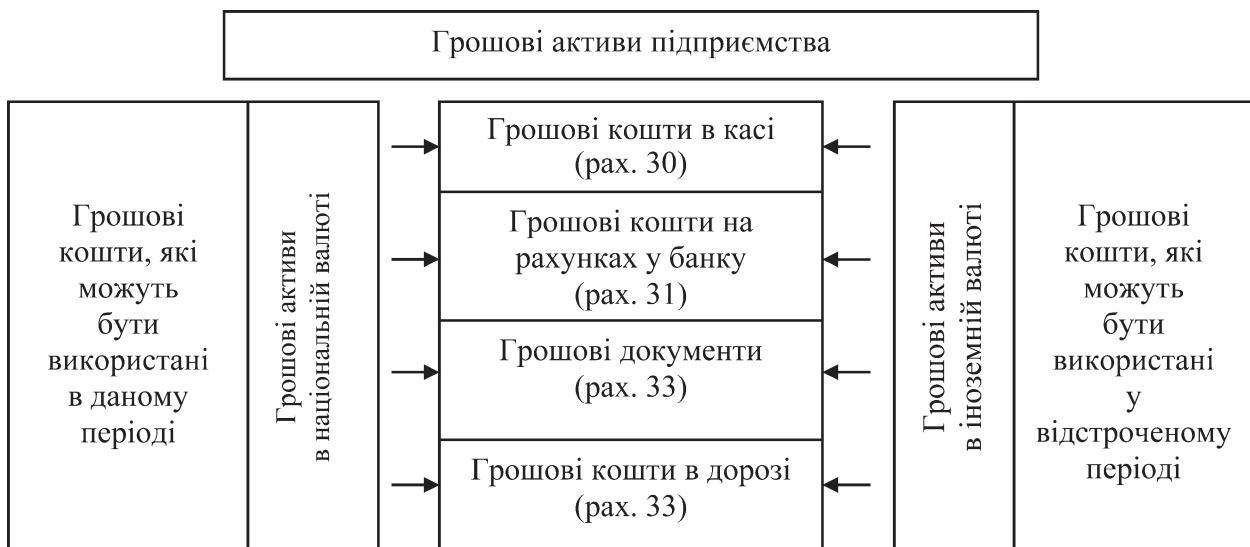 Грошові активи підприємства
Грошові
кошти, які
можуть
бути
використані
в даному
періоді
Грошові активи
в національній валюті
Грошові кошти в касі
(рах. 30)
Грошові кошти на
рахунках у банку
(рах. 31)
Грошові документи
(рах. 33)
Грошові кошти в дорозі
(рах. 33)
Грошові активи
в іноземній валюті
Грошові
кошти, які
можуть
бути
використані
у
відстроченому
періоді